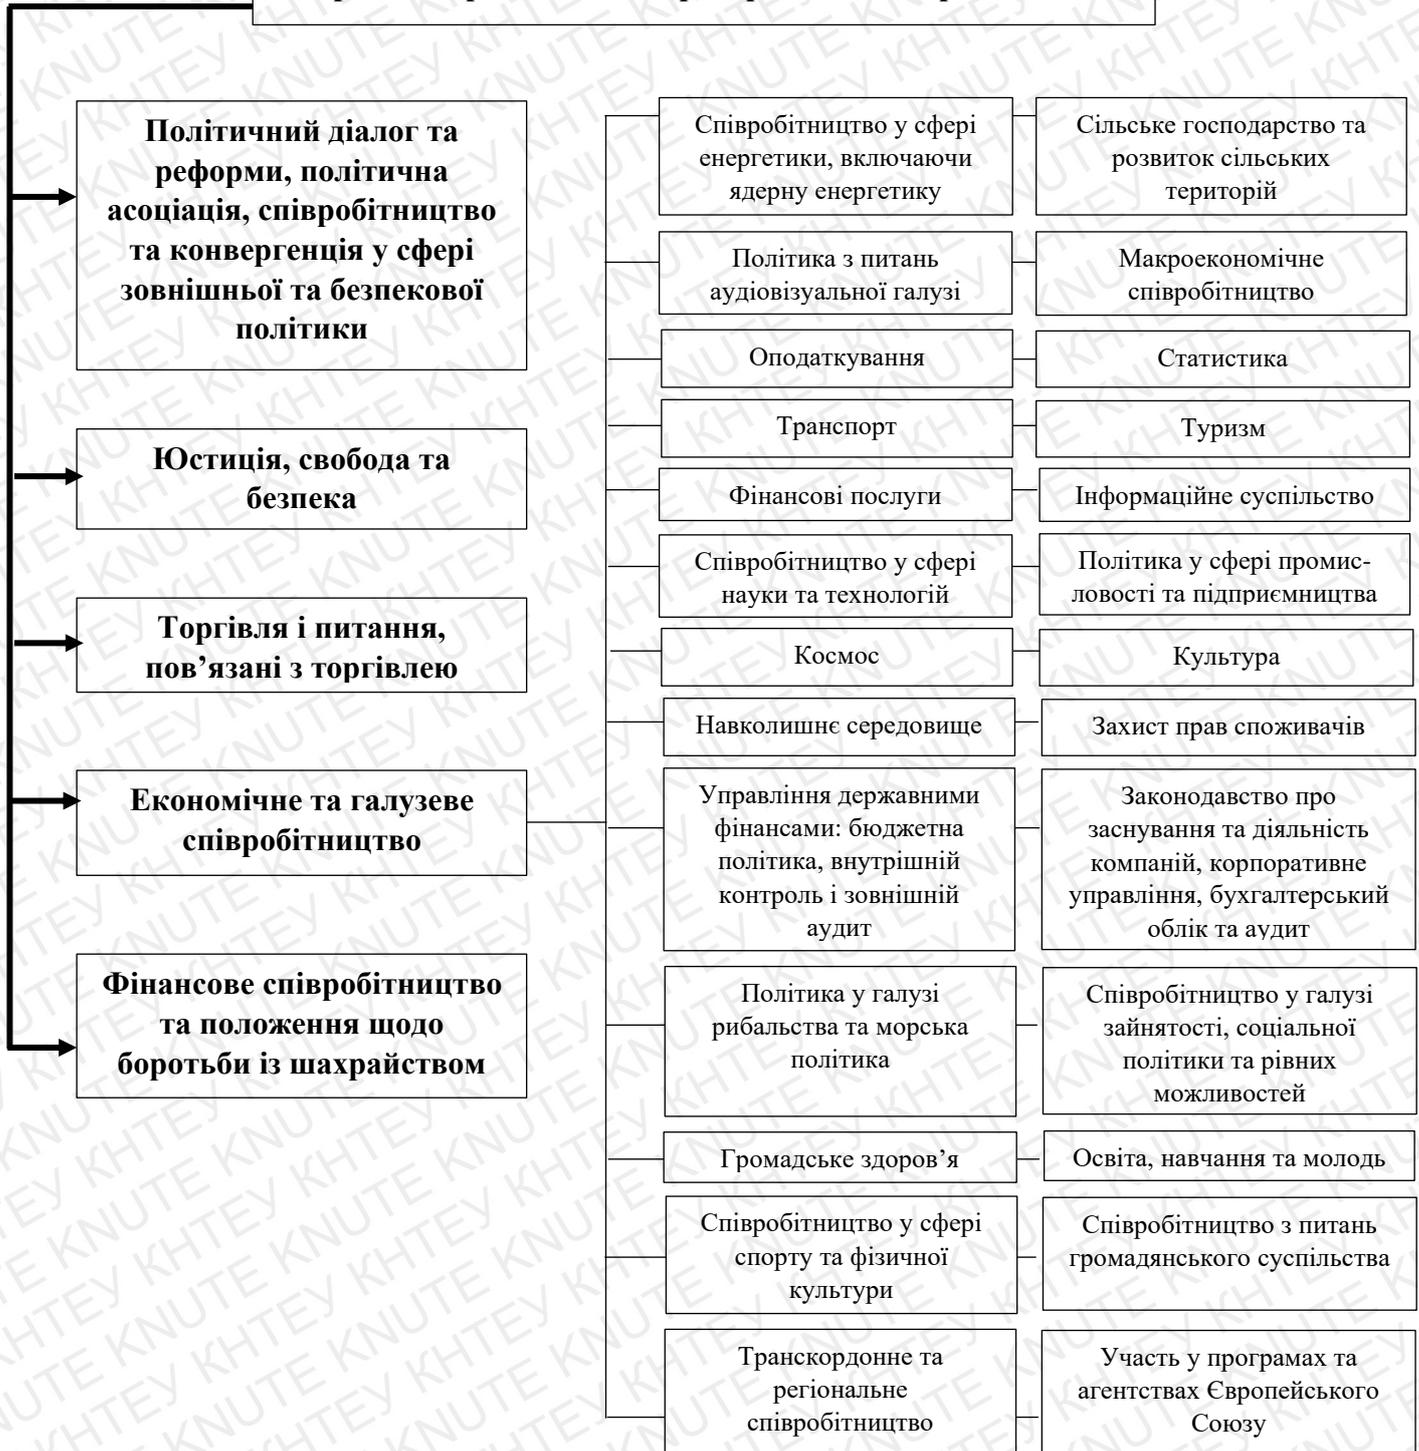 Політичний діалог та
реформи, політична
асоціація, співробітництво
та конвергенція у сфері
зовнішньої та безпекової
політики
Юстиція, свобода та
безпека
Торгівля і питання,
пов’язані з торгівлею
Економічне та галузеве
співробітництво
Фінансове співробітництво
та положення щодо
боротьби із шахрайством
Співробітництво у сфері
енергетики, включаючи
ядерну енергетику
Сільське господарство та
розвиток сільських
територій
Політика з питань
аудіовізуальної галузі
Макроекономічне
співробітництво
Оподаткування
Статистика
Транспорт
Туризм
Фінансові послуги
Інформаційне суспільство
Співробітництво у сфері
науки та технологій
Політика у сфері промис-
ловості та підприємництва
Космос
Культура
Навколишнє середовище
Захист прав споживачів
Управління державними
фінансами: бюджетна
політика, внутрішній
контроль і зовнішній
аудит
Законодавство про
заснування та діяльність
компаній, корпоративне
управління, бухгалтерський
облік та аудит
Політика у галузі
рибальства та морська
політика
Співробітництво у галузі
зайнятості, соціальної
політики та рівних
можливостей
Громадське здоров’я
Освіта, навчання та молодь
Співробітництво у сфері
спорту та фізичної
культури
Співробітництво з питань
громадянського суспільства
Транскордонне та
регіональне
співробітництво
Участь у програмах та
агентствах Європейського
Союзу